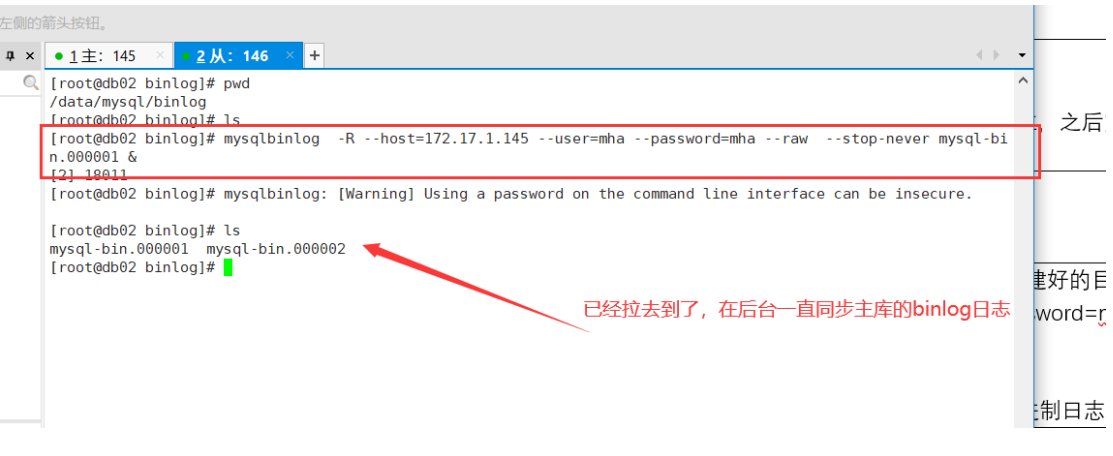 左侧的箭头按钮。
1 主: 145 × 2 从: 146 × +
[root@db02 binlog]# pwd
/data/mysql/binlog
[root@db02 binlog]# ls
[root@db02 binlog]# mysqlbinlog  -R --host=172.17.1.145 --user=mha --password=mha --raw  --stop-never mysql-bi
n.000001 &
[2] 18011
[root@db02 binlog]# mysqlbinlog: [Warning] Using a password on the command line interface can be insecure.
[root@db02 binlog]# ls
mysql-bin.000001  mysql-bin.000002
[root@db02 binlog]#
已经拉去到了，在后台一直同步主库的binlog日志
，之后
建好的目
sword=m
制日志